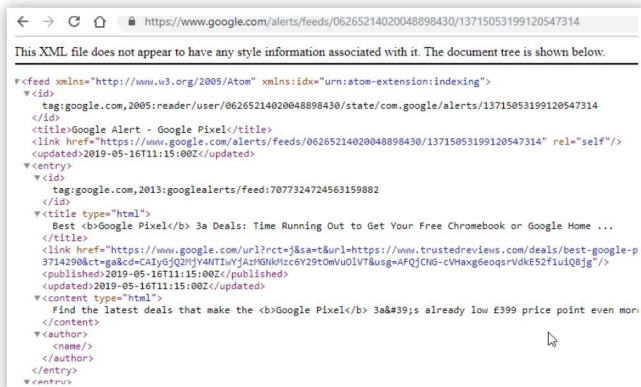 https://www.google.com/alerts/feeds/06265214020048898430/13715053199120547314
This XML file does not appear to have any style information associated with it. The document tree is shown below.
▼<feed xmlns="http://www.w3.org/2005/Atom" xmlns:idx="urn:atom-extension:indexing">
▼<id>
tag:google.com,2005:reader/user/06265214020048898430/state/com.google/alerts/13715053199120547314
</id>
<title>Google Alert - Google Pixel</title>
<link href="https://www.google.com/alerts/feeds/06265214020048898430/13715053199120547314" rel="self"/>
<updated>2019-05-16T11:15:00Z</updated>
▼<entry>
▼<id>
tag:google.com,2013:googlealerts/feed:7077324724563159882
</id>
▼<title type="html">
Best <b>Google Pixel</b> 3a Deals: Time Running Out to Get Your Free Chromebook or Google Home ...
</title>
<link href="https://www.google.com/url?rct=j&sa=t&url=https://www.trustedreviews.com/deals/best-google-p
3714290&ct=ga&cd=CAIyGjQ2MjY4NTIwYjAzMGNkMzc6Y29tOmVuOlVT&usg=AFQjCNG-cVHaxg6eoqsrVdkE52f1uiQ8jg"/>
<published>2019-05-16T11:15:00Z</published>
<updated>2019-05-16T11:15:00Z</updated>
▼<content type="html">
Find the latest deals that make the <b>Google Pixel</b> 3a&#39;s already low £399 price point even more
</content>
▼<author>
<name/>
</author>
</entry>
▼<entry>